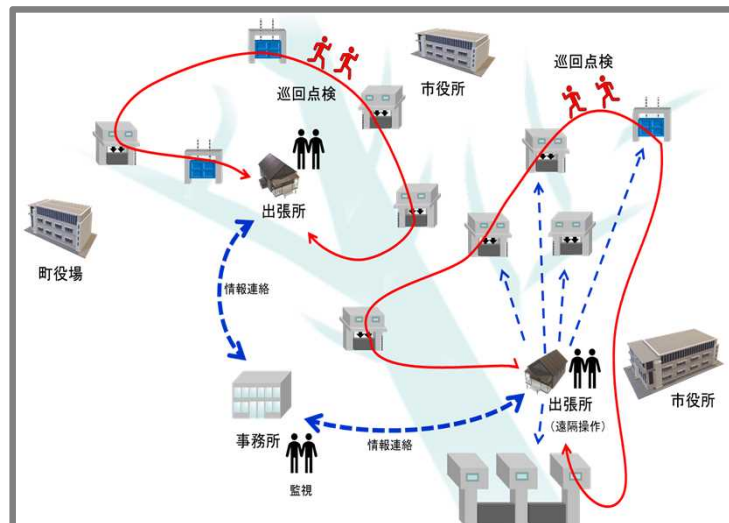 巡回点検
市役所
巡回点検
出張所
町役場
情報連絡
出張所
(遠隔操作)
市役所
事務所
情報連絡
監視